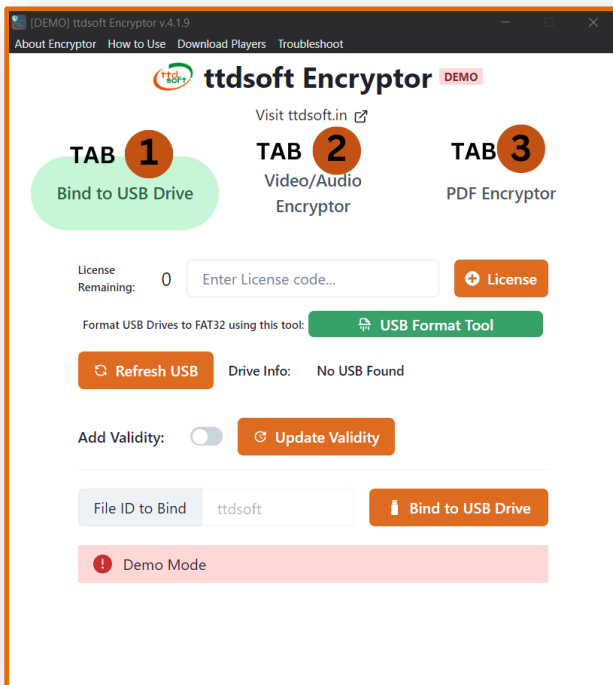 [DEMO] ttdsoft Encryptor v.4.1.9
About Encryptor How to Use Download Players Troubleshoot
ttd soft
ttdsoft Encryptor DEMO
Visit ttdsoft.in
TAB 1
Bind to USB Drive
TAB 2
Video/Audio
Encryptor
TAB 3
PDF Encryptor
License
Remaining: 0 Enter License code... License
Format USB Drives to FAT32 using this tool: USB Format Tool
Refresh USB Drive Info: No USB Found
Add Validity: Update Validity
File ID to Bind ttdsoft Bind to USB Drive
Demo Mode